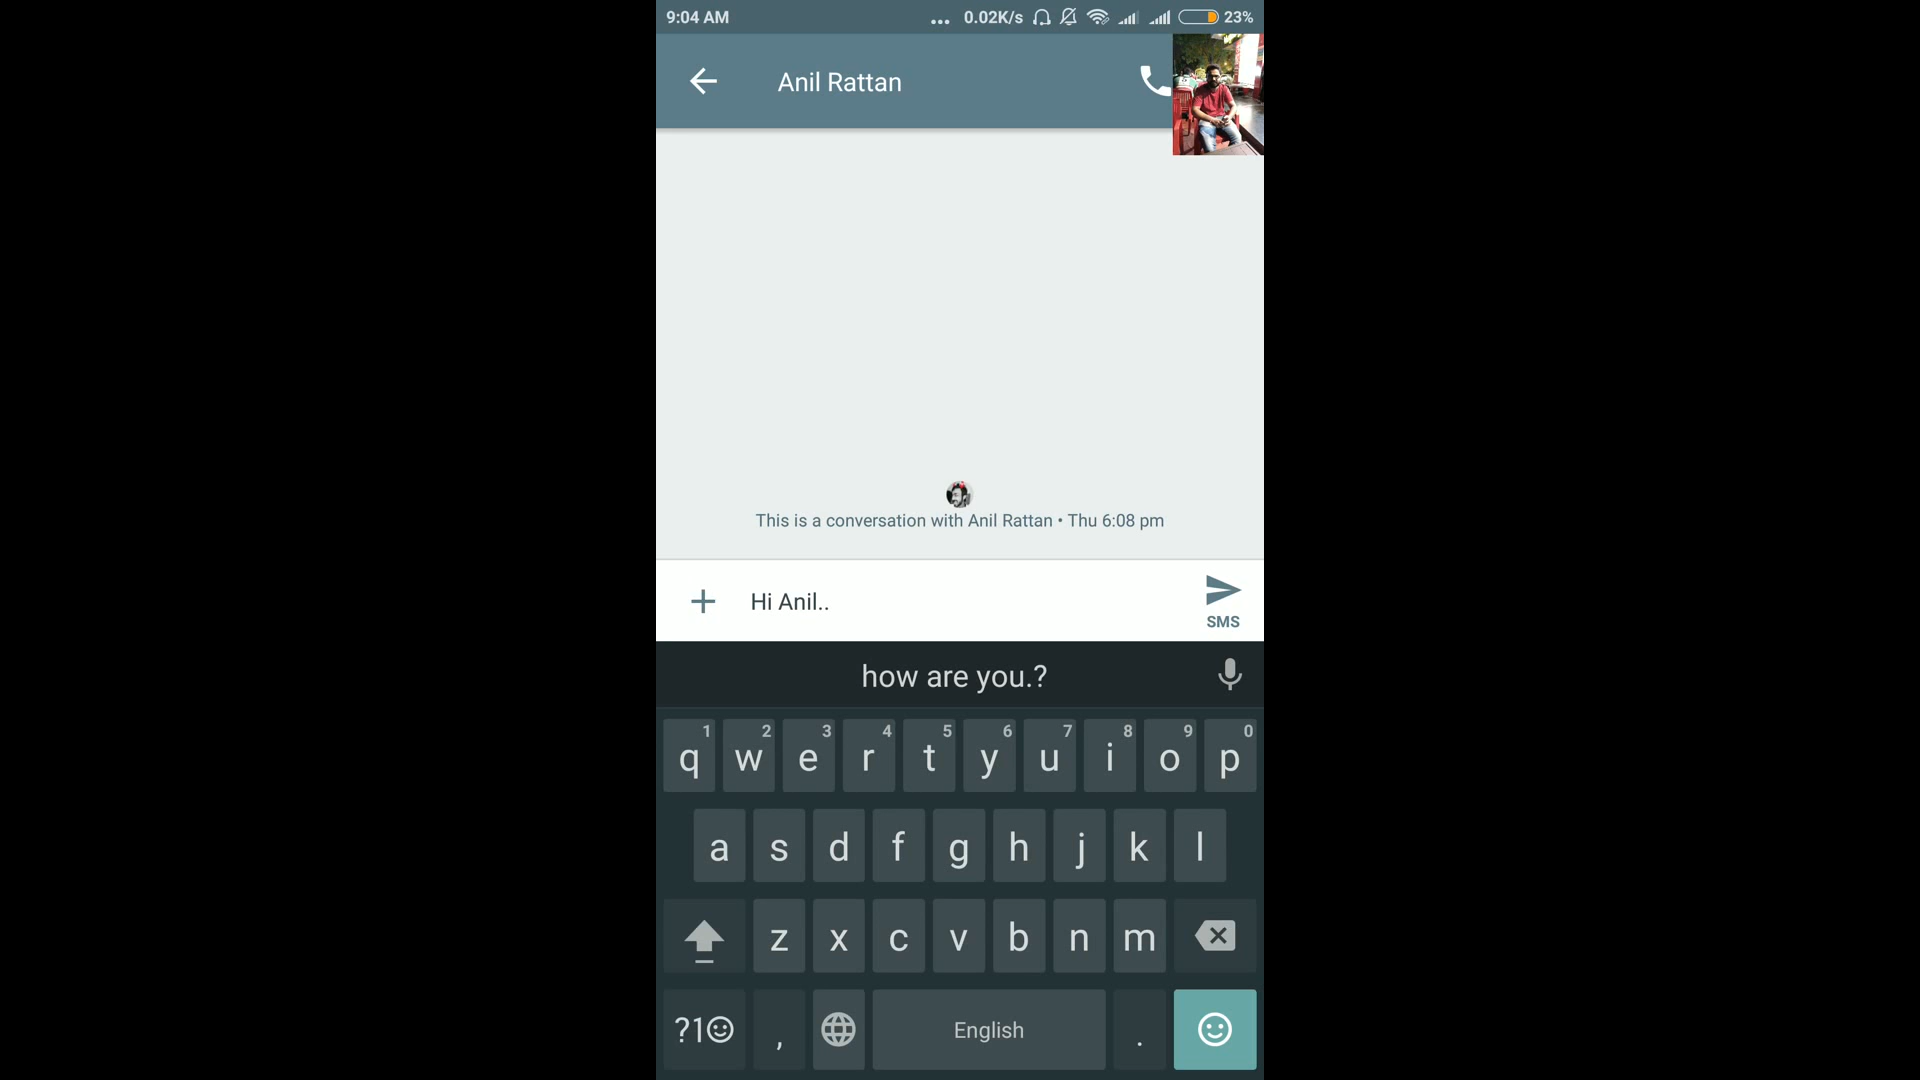 9:04 AM ... 0.02K/s 23%
Anil Rattan
This is a conversation with Anil Rattan • Thu 6:08 pm
Hi Anil..
SMS
how are you.?
1 2 3 4 5 6 7 8 9 0
q w e r t y u i o p
a s d f g h j k l
z x c v b n m
?1☺ , English .